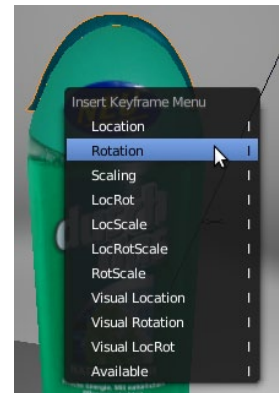 Insert Keyframe Menu
Location I
Rotation I
Scaling I
LocRot I
LocScale I
LocRotScale I
RotScale I
Visual Location I
Visual Rotation I
Visual LocRot I
Available I